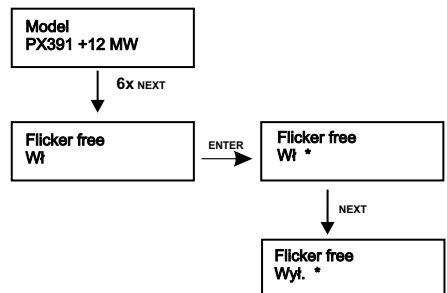 Model
PX391 +12 MW
6x NEXT
Flicker free
Wł
ENTER
Flicker free
Wł *
NEXT
Flicker free
Wył. *